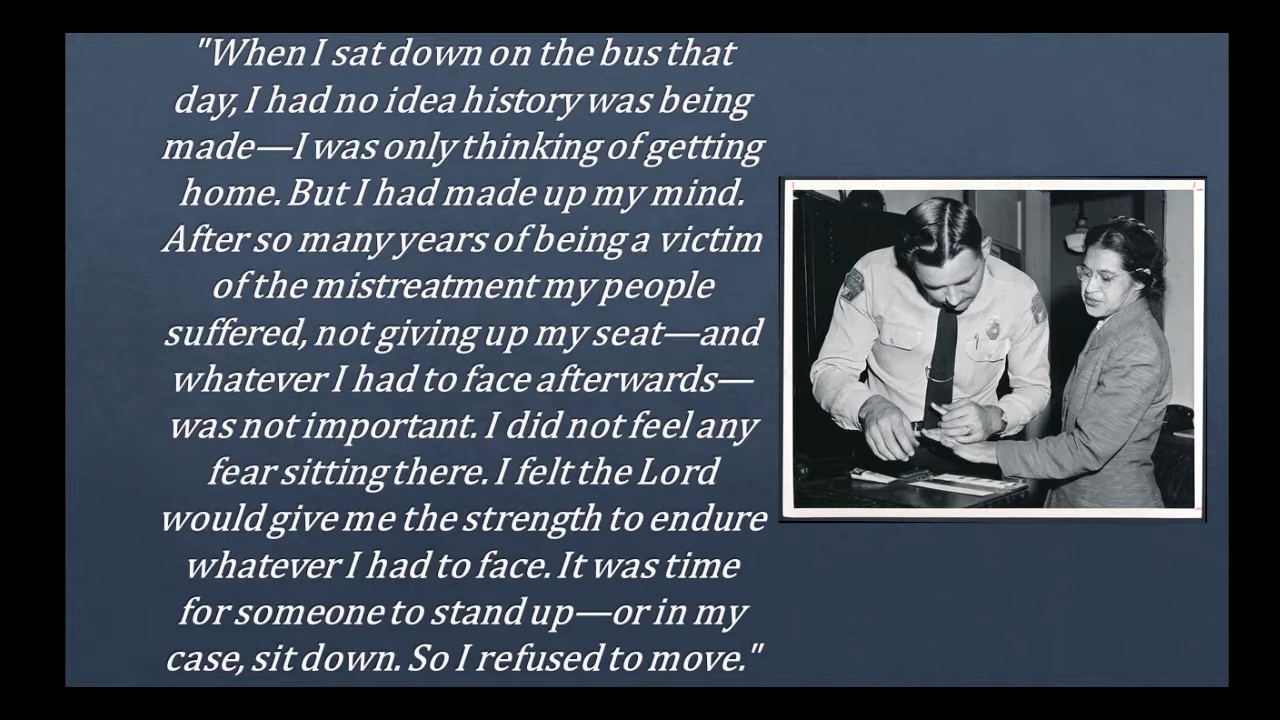 "When I sat down on the bus that
day, I had no idea history was being
made—I was only thinking of getting
home. But I had made up my mind.
After so many years of being a victim
of the mistreatment my people
suffered, not giving up my seat—and
whatever I had to face afterwards—
was not important. I did not feel any
fear sitting there. I felt the Lord
would give me the strength to endure
whatever I had to face. It was time
for someone to stand up—or in my
case, sit down. So I refused to move."